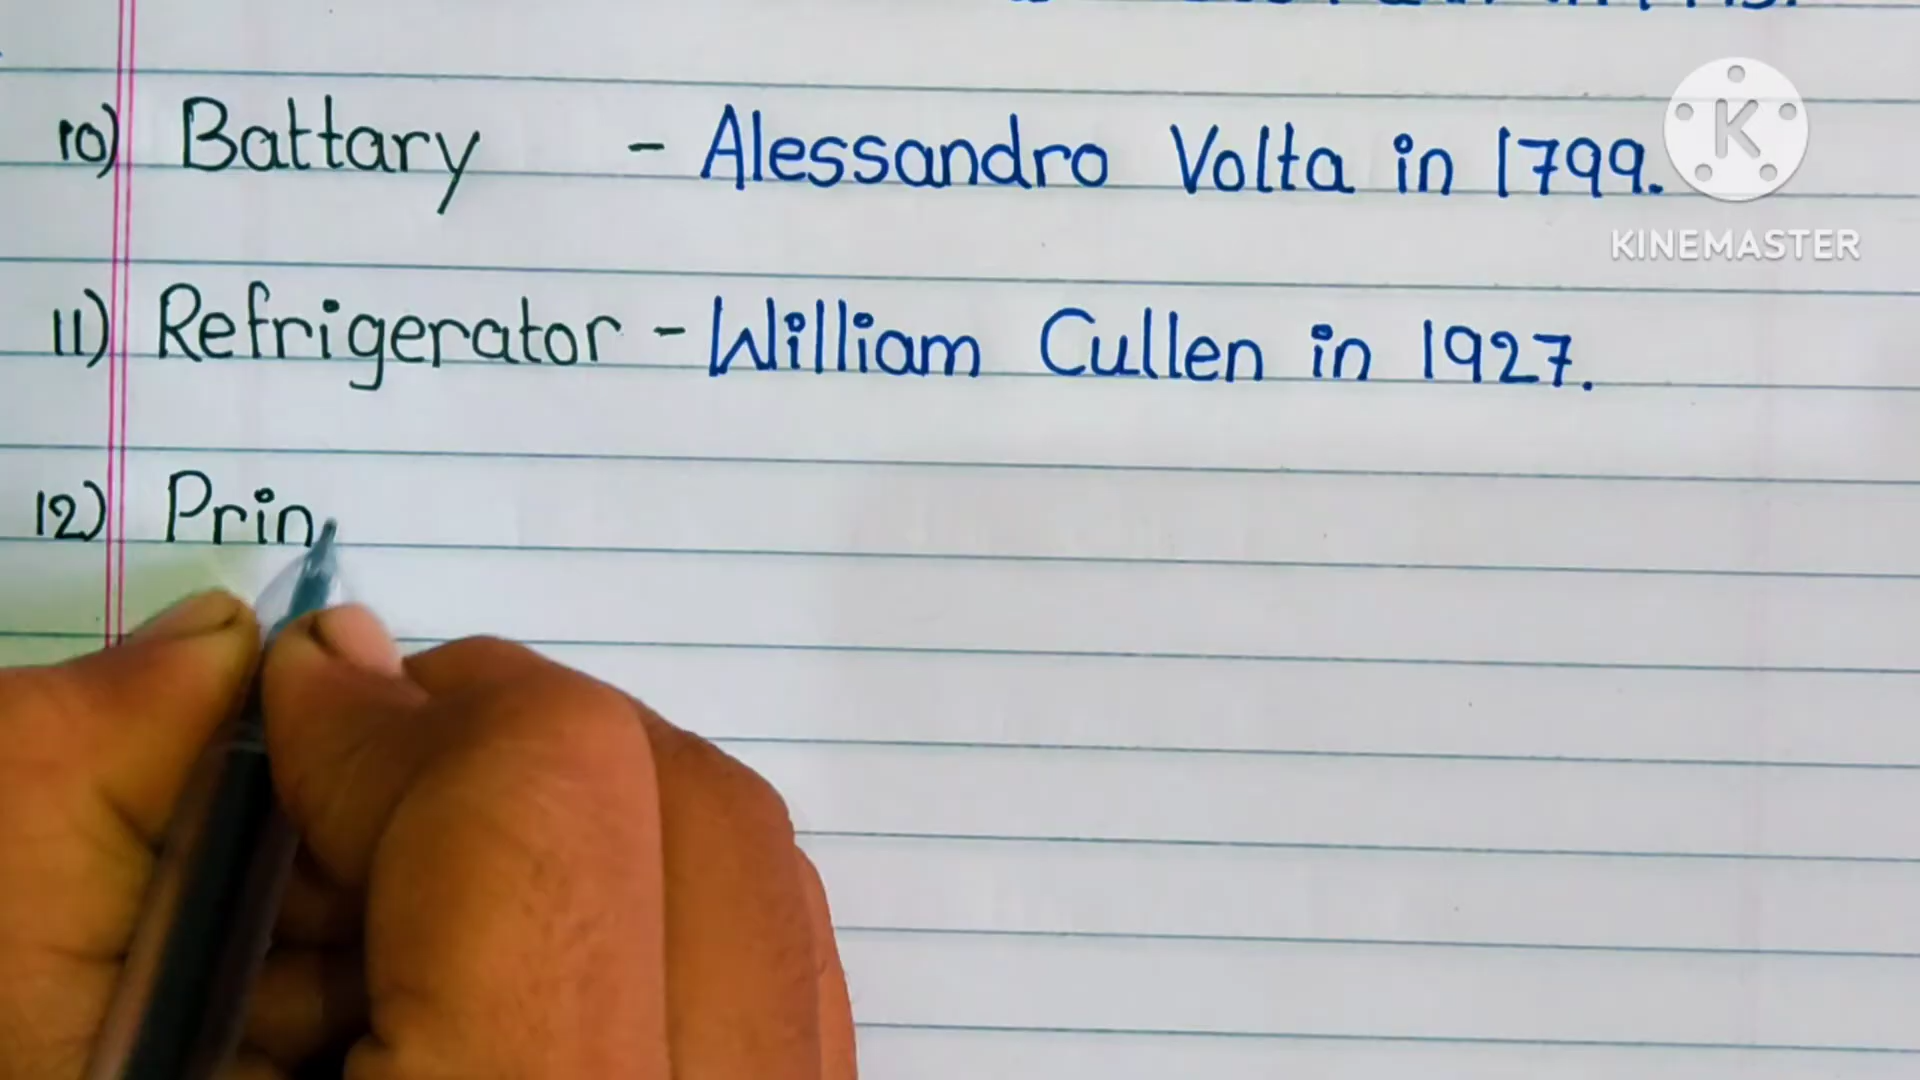 10) Battary - Alessandro Volta in 1799.
KINEMASTER
11) Refrigerator - William Cullen in 1927.
12) Prin